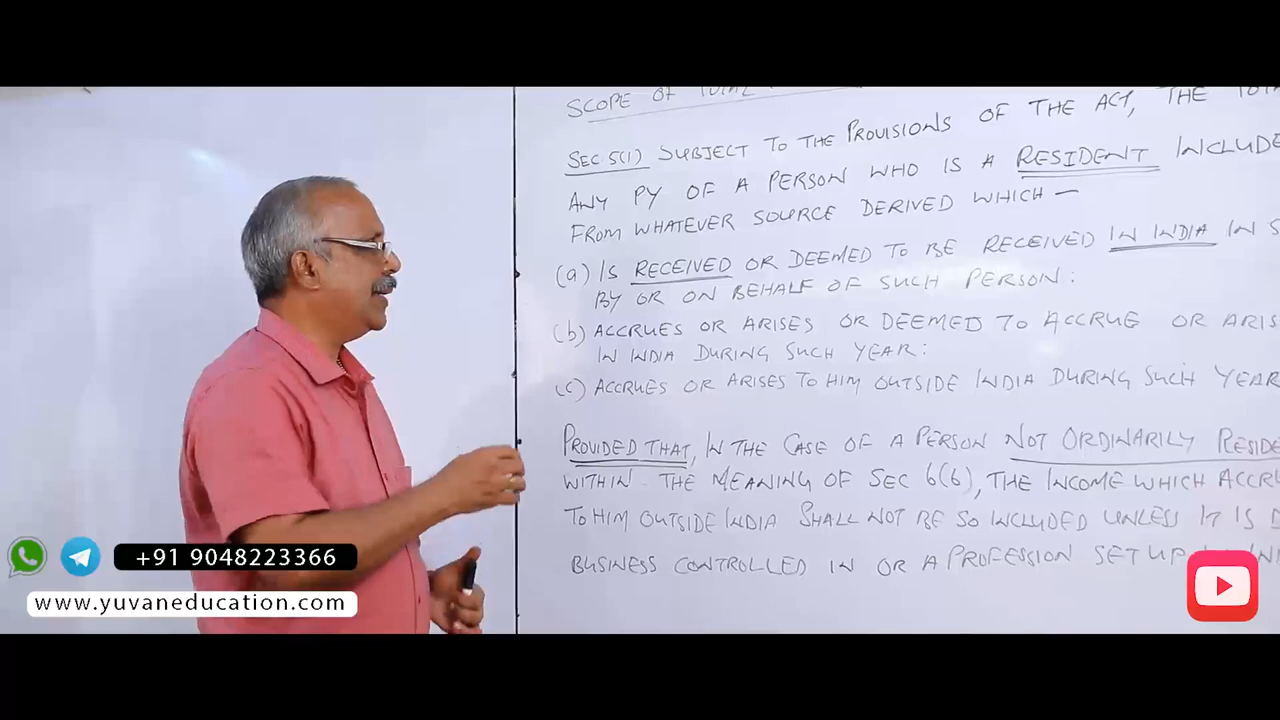 SCOPE OF TOTAL
SEC 5(1) SUBJECT TO THE PROVISIONS OF THE ACT, THE TOTA
ANY PY OF A PERSON WHO IS A RESIDENT INCLUDE
FROM WHATEVER SOURCE DERIVED WHICH —
(a) IS RECEIVED OR DEEMED TO BE RECEIVED IN INDIA IN S
BY OR ON BEHALF OF SUCH PERSON:
(b) ACCRUES OR ARISES OR DEEMED TO ACCRUE OR ARIS
IN INDIA DURING SUCH YEAR:
(c) ACCRUES OR ARISES TO HIM OUTSIDE INDIA DURING SUCH YEAR
PROVIDED THAT, IN THE CASE OF A PERSON NOT ORDINARILY RESIDE
WITHIN THE MEANING OF SEC 6(6), THE INCOME WHICH ACCRU
TO HIM OUTSIDE INDIA SHALL NOT BE SO INCLUDED UNLESS IT IS
BUSINESS CONTROLLED IN OR A PROFESSION SET UP
+91 9048223366
www.yuvaneducation.com